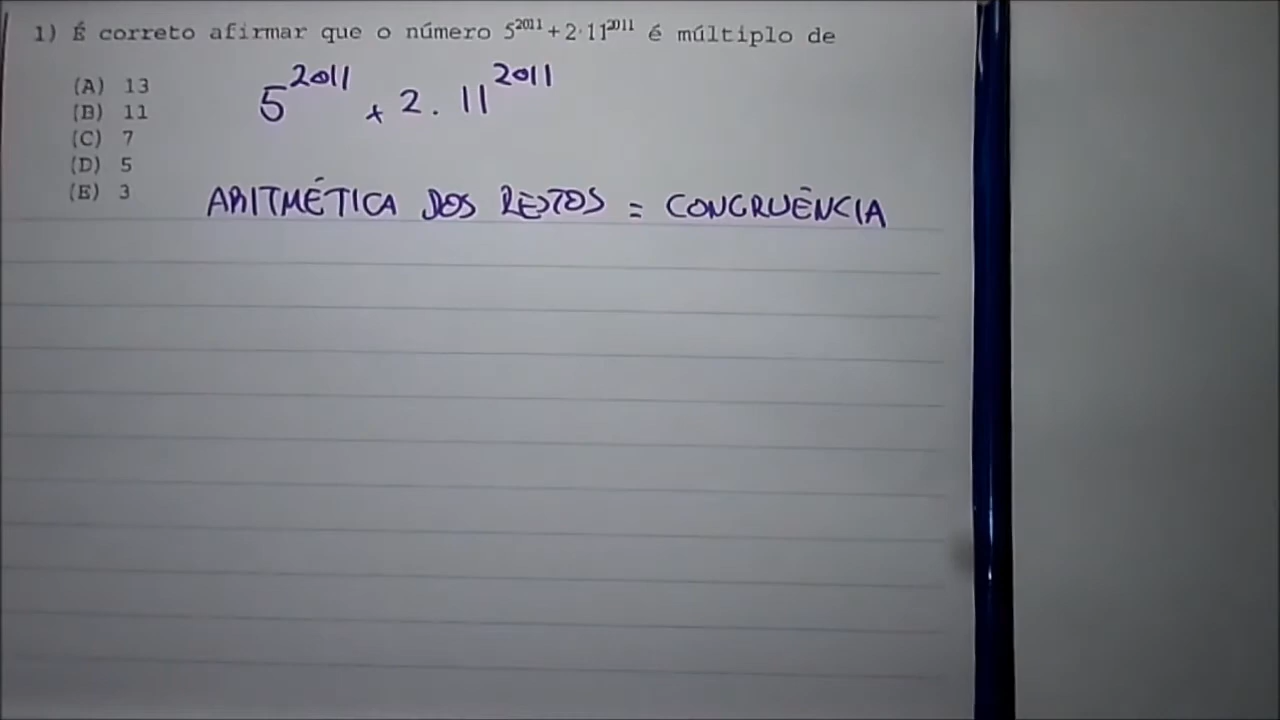 1) É correto afirmar que o número 5²⁰¹¹+2·11²⁰¹¹ é múltiplo de
(A) 13
(B) 11
(C) 7
(D) 5
(E) 3
5²⁰¹¹ + 2 . 11²⁰¹¹
ARITMÉTICA DOS RESTOS = CONGRUÊNCIA